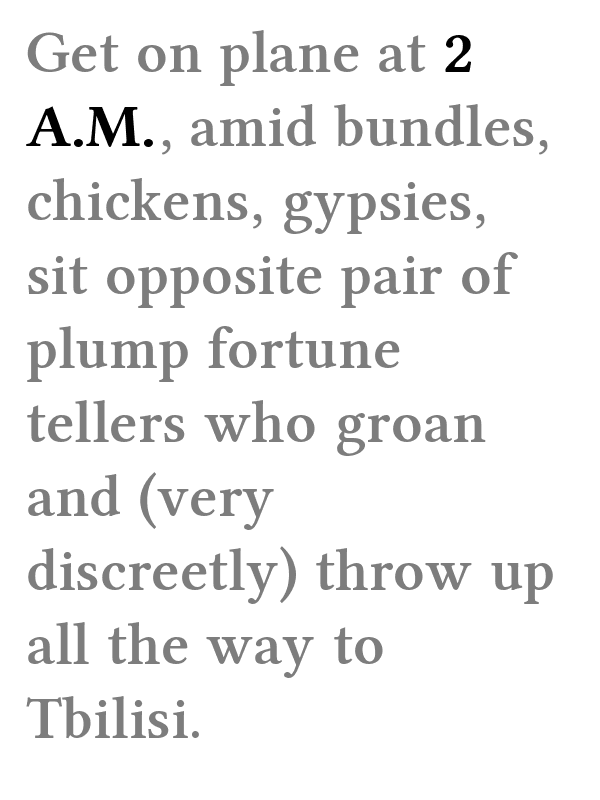 Get on plane at 2
A.M., amid bundles,
chickens, gypsies,
sit opposite pair of
plump fortune
tellers who groan
and (very
discreetly) throw up
all the way to
Tbilisi.